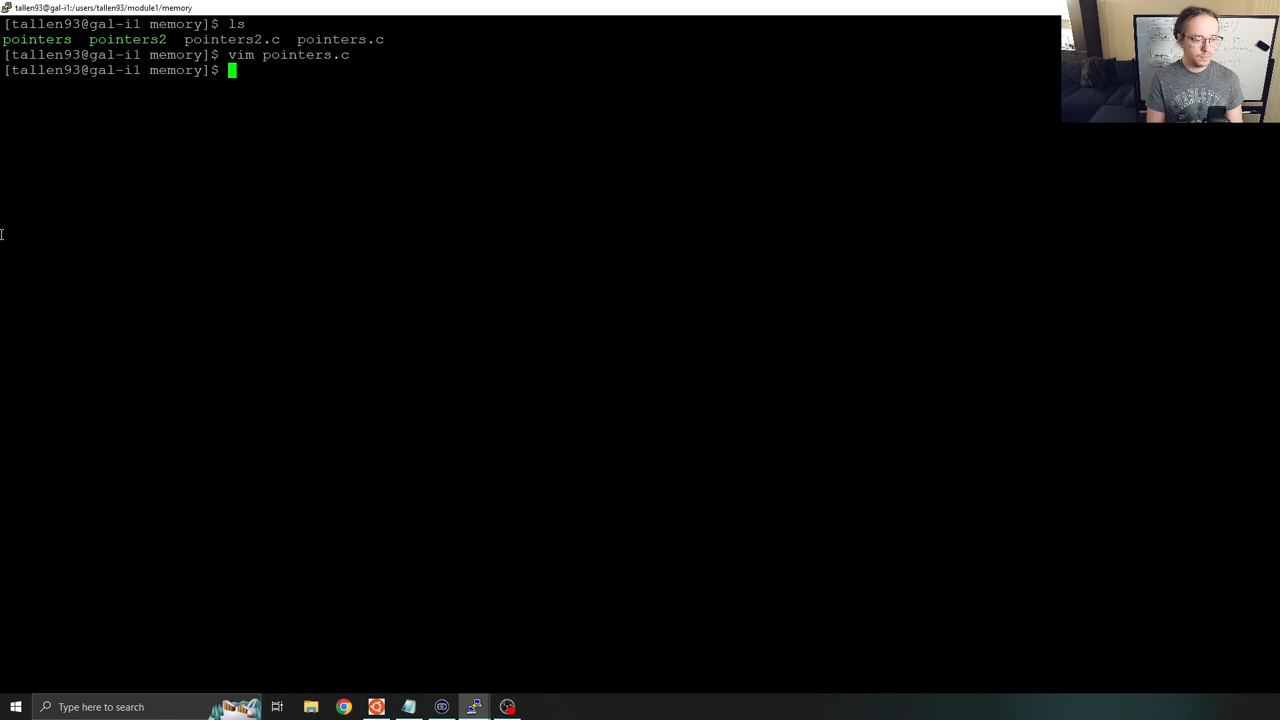 tallen93@gal-i1:/users/tallen93/module1/memory
[tallen93@gal-i1 memory]$ ls
pointers  pointers2  pointers2.c  pointers.c
[tallen93@gal-i1 memory]$ vim pointers.c
[tallen93@gal-i1 memory]$
CHARLOTTE
Type here to search